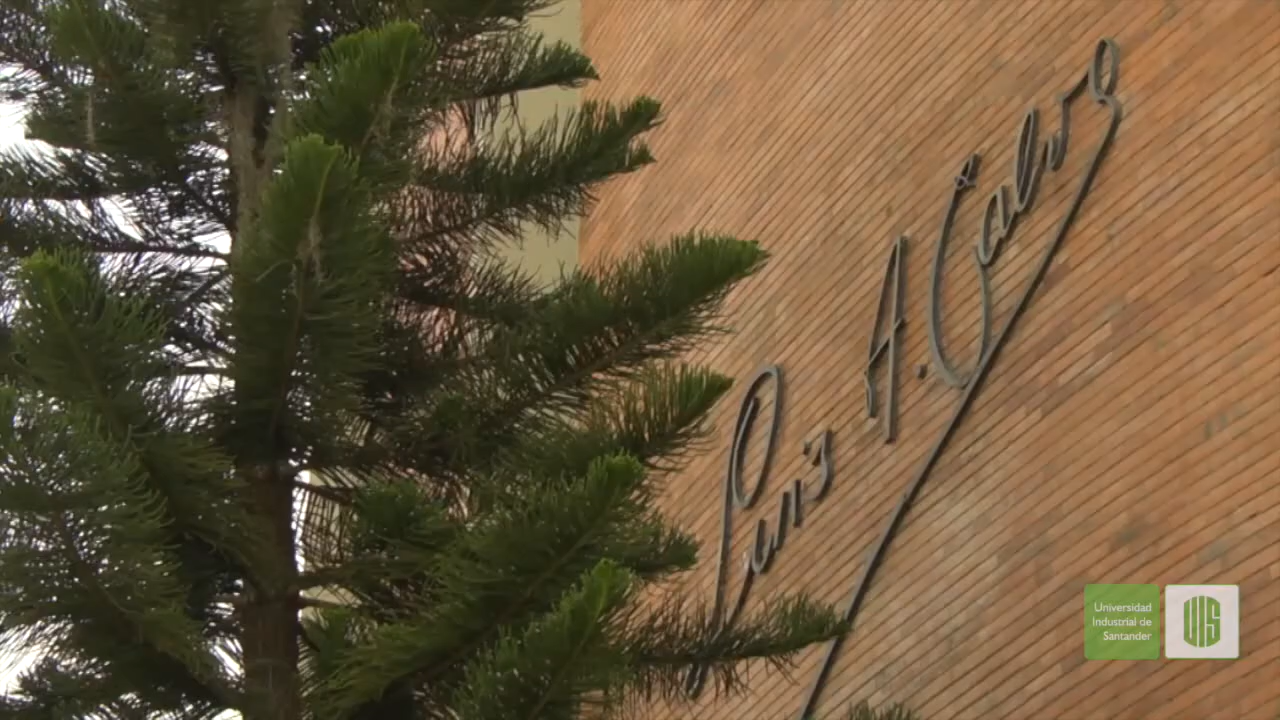 Luis A. Calvo
Universidad
Industrial de
Santander
UIS